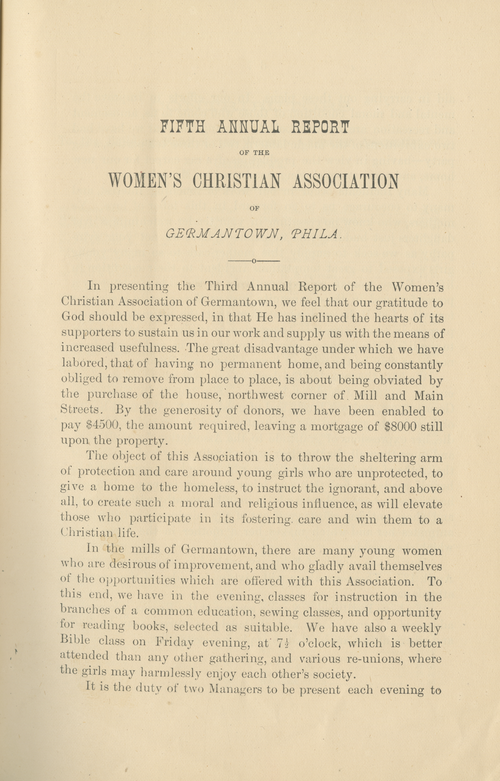 FIFTH ANNUAL REPORT
OF THE
WOMEN'S CHRISTIAN ASSOCIATION
OF
GERMANTOWN, PHILA.
In presenting the Third Annual Report of the Women's
Christian Association of Germantown, we feel that our gratitude to
God should be expressed, in that He has inclined the hearts of its
supporters to sustain us in our work and supply us with the means of
increased usefulness. The great disadvantage under which we have
labored, that of having no permanent home, and being constantly
obliged to remove from place to place, is about being obviated by
the purchase of the house, northwest corner of Mill and Main
Streets. By the generosity of donors, we have been enabled to
pay $4500, the amount required, leaving a mortgage of $8000 still
upon the property.
The object of this Association is to throw the sheltering arm
of protection and care around young girls who are unprotected, to
give a home to the homeless, to instruct the ignorant, and above
all, to create such a moral and religious influence, as will elevate
those who participate in its fostering care and win them to a
Christian life.
In the mills of Germantown, there are many young women
who are desirous of improvement, and who gladly avail themselves
of the opportunities which are offered with this Association. To
this end, we have in the evening, classes for instruction in the
branches of a common education, sewing classes, and opportunity
for reading books, selected as suitable. We have also a weekly
Bible class on Friday evening, at 7½ o'clock, which is better
attended than any other gathering, and various re-unions, where
the girls may harmlessly enjoy each other's society.
It is the duty of two Managers to be present each evening to